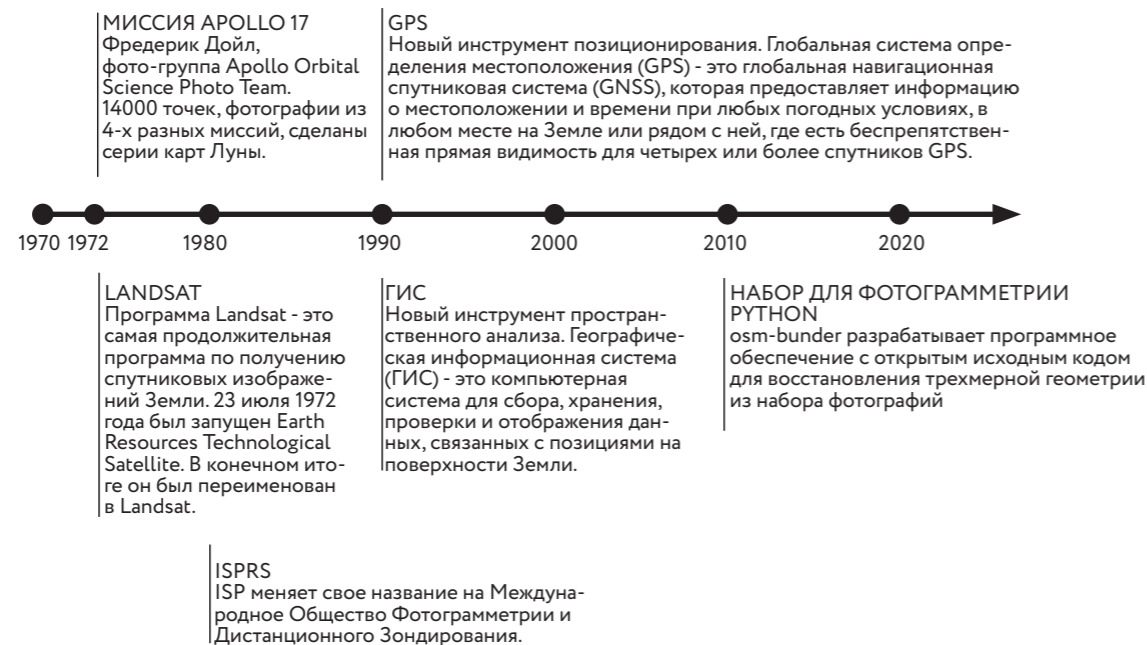 МИССИЯ APOLLO 17
Фредерик Дойл,
фото-группа Apollo Orbital
Science Photo Team.
14000 точек, фотографии из
4-х разных миссий, сделаны
серии карт Луны.
GPS
Новый инструмент позиционирования. Глобальная система опре-
деления местоположения (GPS) - это глобальная навигационная
спутниковая система (GNSS), которая предоставляет информацию
о местоположении и времени при любых погодных условиях, в
любом месте на Земле или рядом с ней, где есть беспрепятствен-
ная прямая видимость для четырех или более спутников GPS.
1970 1972 1980 1990 2000 2010 2020
LANDSAT
Программа Landsat - это
самая продолжительная
программа по получению
спутниковых изображе-
ний Земли. 23 июля 1972
года был запущен Earth
Resources Technological
Satellite. В конечном ито-
ге он был переименован
в Landsat.
ГИС
Новый инструмент простран-
ственного анализа. Географиче-
ская информационная система
(ГИС) - это компьютерная
система для сбора, хранения,
проверки и отображения дан-
ных, связанных с позициями на
поверхности Земли.
НАБОР ДЛЯ ФОТОГРАММЕТРИИ
PYTHON
osm-bunder разрабатывает программное
обеспечение с открытым исходным кодом
для восстановления трехмерной геометрии
из набора фотографий
ISPRS
ISP меняет свое название на Междуна-
родное Общество Фотограмметрии и
Дистанционного Зондирования.